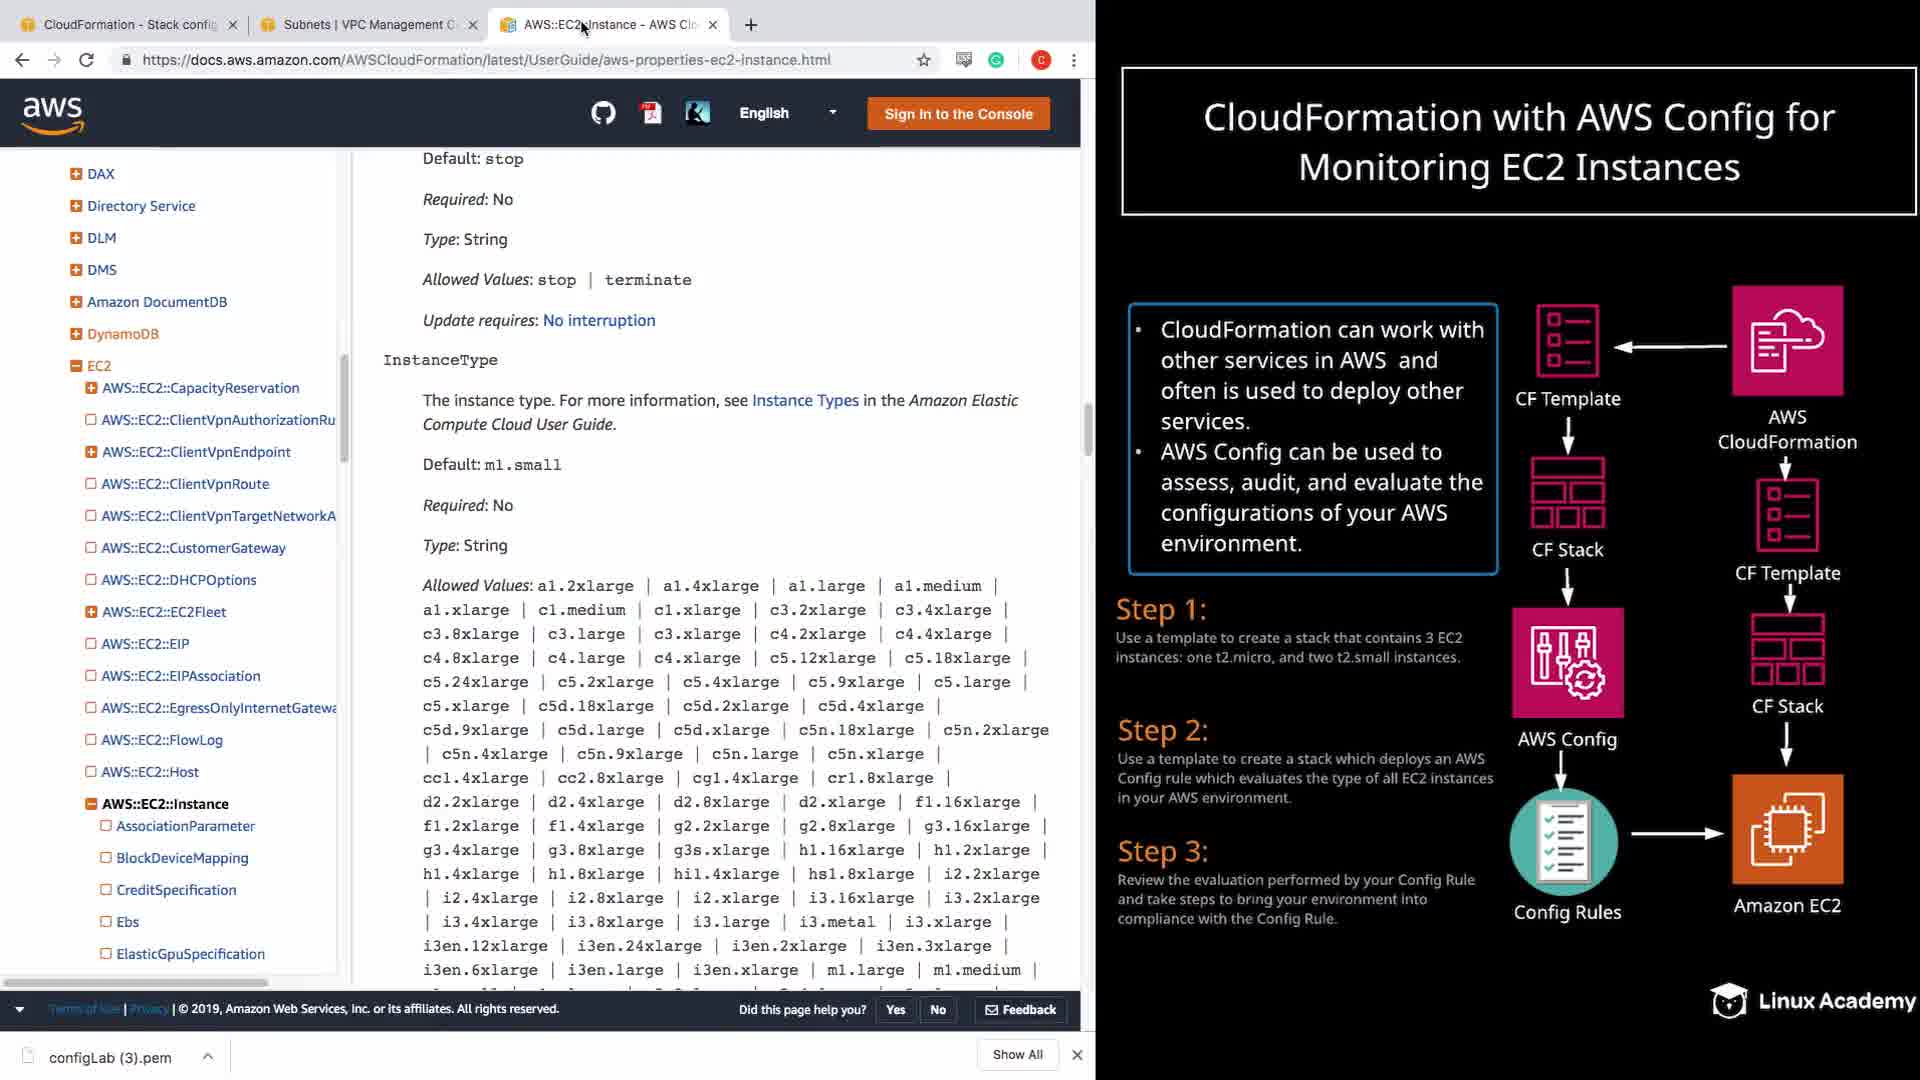 CloudFormation - Stack config
Subnets | VPC Management C
AWS::EC2::Instance - AWS Clo
https://docs.aws.amazon.com/AWSCloudFormation/latest/UserGuide/aws-properties-ec2-instance.html
C
aws
English
Sign In to the Console
DAX
Directory Service
DLM
DMS
Amazon DocumentDB
DynamoDB
EC2
AWS::EC2::CapacityReservation
AWS::EC2::ClientVpnAuthorizationRu
AWS::EC2::ClientVpnEndpoint
AWS::EC2::ClientVpnRoute
AWS::EC2::ClientVpnTargetNetworkA
AWS::EC2::CustomerGateway
AWS::EC2::DHCPOptions
AWS::EC2::EC2Fleet
AWS::EC2::EIP
AWS::EC2::EIPAssociation
AWS::EC2::EgressOnlyInternetGatewa
AWS::EC2::FlowLog
AWS::EC2::Host
AWS::EC2::Instance
AssociationParameter
BlockDeviceMapping
CreditSpecification
Ebs
ElasticGpuSpecification
Default: stop
Required: No
Type: String
Allowed Values: stop | terminate
Update requires: No interruption
InstanceType
The instance type. For more information, see Instance Types in the Amazon Elastic
Compute Cloud User Guide.
Default: m1.small
Required: No
Type: String
Allowed Values: a1.2xlarge | a1.4xlarge | a1.large | a1.medium |
a1.xlarge | c1.medium | c1.xlarge | c3.2xlarge | c3.4xlarge |
c3.8xlarge | c3.large | c3.xlarge | c4.2xlarge | c4.4xlarge |
c4.8xlarge | c4.large | c4.xlarge | c5.12xlarge | c5.18xlarge |
c5.24xlarge | c5.2xlarge | c5.4xlarge | c5.9xlarge | c5.large |
c5.xlarge | c5d.18xlarge | c5d.2xlarge | c5d.4xlarge |
c5d.9xlarge | c5d.large | c5d.xlarge | c5n.18xlarge | c5n.2xlarge
| c5n.4xlarge | c5n.9xlarge | c5n.large | c5n.xlarge |
cc1.4xlarge | cc2.8xlarge | cg1.4xlarge | cr1.8xlarge |
d2.2xlarge | d2.4xlarge | d2.8xlarge | d2.xlarge | f1.16xlarge |
f1.2xlarge | f1.4xlarge | g2.2xlarge | g2.8xlarge | g3.16xlarge |
g3.4xlarge | g3.8xlarge | g3s.xlarge | h1.16xlarge | h1.2xlarge |
h1.4xlarge | h1.8xlarge | hi1.4xlarge | hs1.8xlarge | i2.2xlarge
| i2.4xlarge | i2.8xlarge | i2.xlarge | i3.16xlarge | i3.2xlarge
| i3.4xlarge | i3.8xlarge | i3.large | i3.metal | i3.xlarge |
i3en.12xlarge | i3en.24xlarge | i3en.2xlarge | i3en.3xlarge |
i3en.6xlarge | i3en.large | i3en.xlarge | m1.large | m1.medium |
Terms of Use | Privacy | © 2019, Amazon Web Services, Inc. or its affiliates. All rights reserved.
Did this page help you?
Yes
No
Feedback
configLab (3).pem
Show All
CloudFormation with AWS Config for
Monitoring EC2 Instances
• CloudFormation can work with
other services in AWS and
often is used to deploy other
services.
• AWS Config can be used to
assess, audit, and evaluate the
configurations of your AWS
environment.
Step 1:
Use a template to create a stack that contains 3 EC2
instances: one t2.micro, and two t2.small instances.
Step 2:
Use a template to create a stack which deploys an AWS
Config rule which evaluates the type of all EC2 instances
in your AWS environment.
Step 3:
Review the evaluation performed by your Config Rule
and take steps to bring your environment into
compliance with the Config Rule.
CF Template
CF Stack
AWS Config
Config Rules
AWS
CloudFormation
CF Template
CF Stack
Amazon EC2
Linux Academy